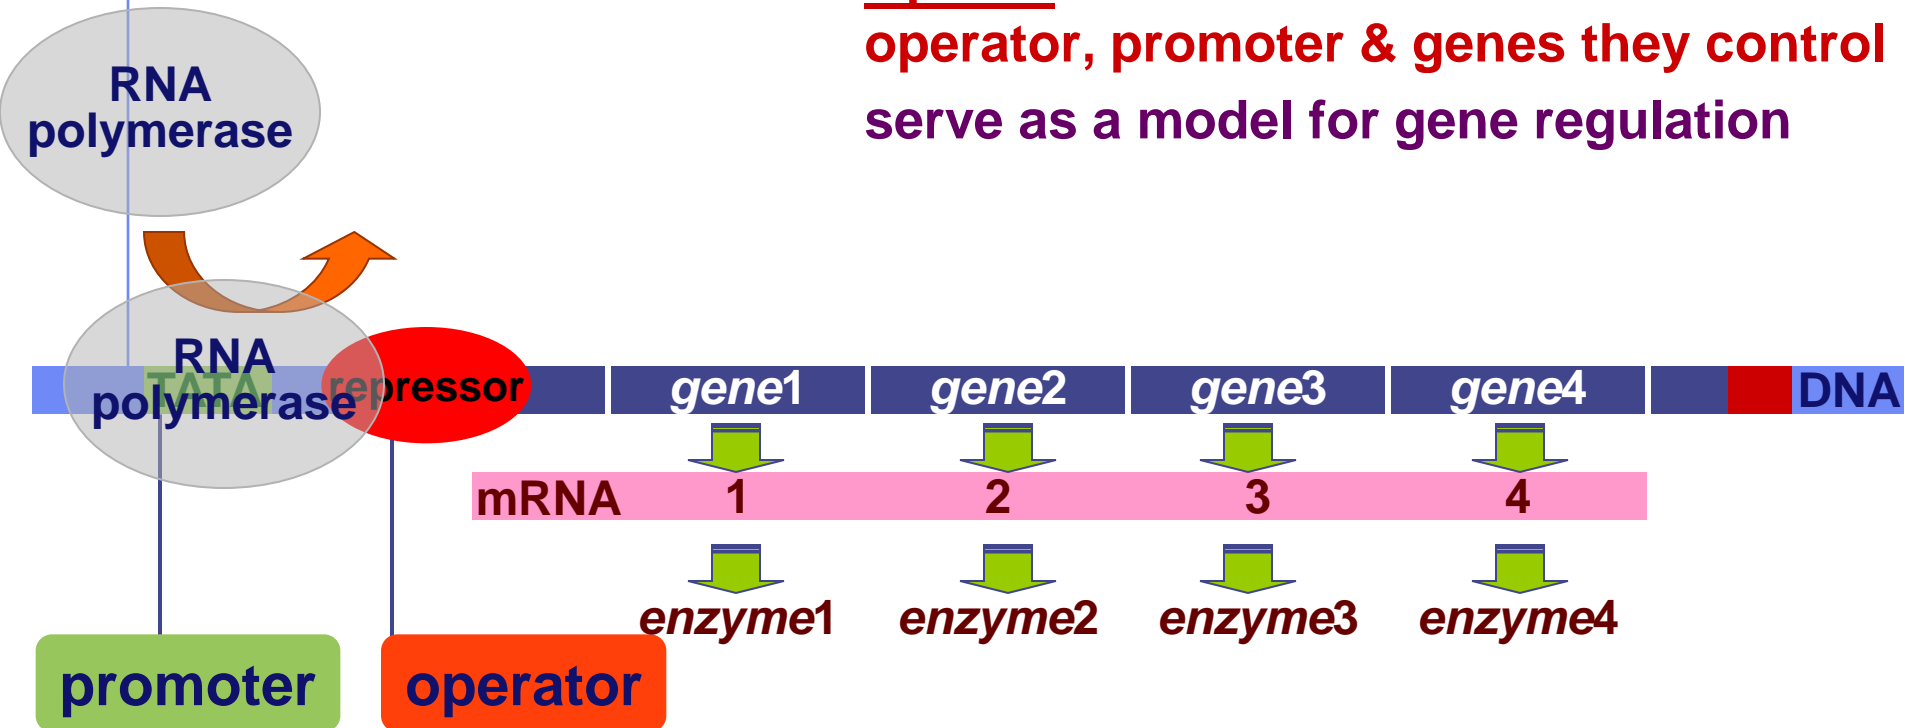 operator, promoter & genes they control
serve as a model for gene regulation
RNA
polymerase
RNA
polymerase
TATA
repressor
gene1
gene2
gene3
gene4
DNA
mRNA
1
2
3
4
enzyme1
enzyme2
enzyme3
enzyme4
promoter
operator